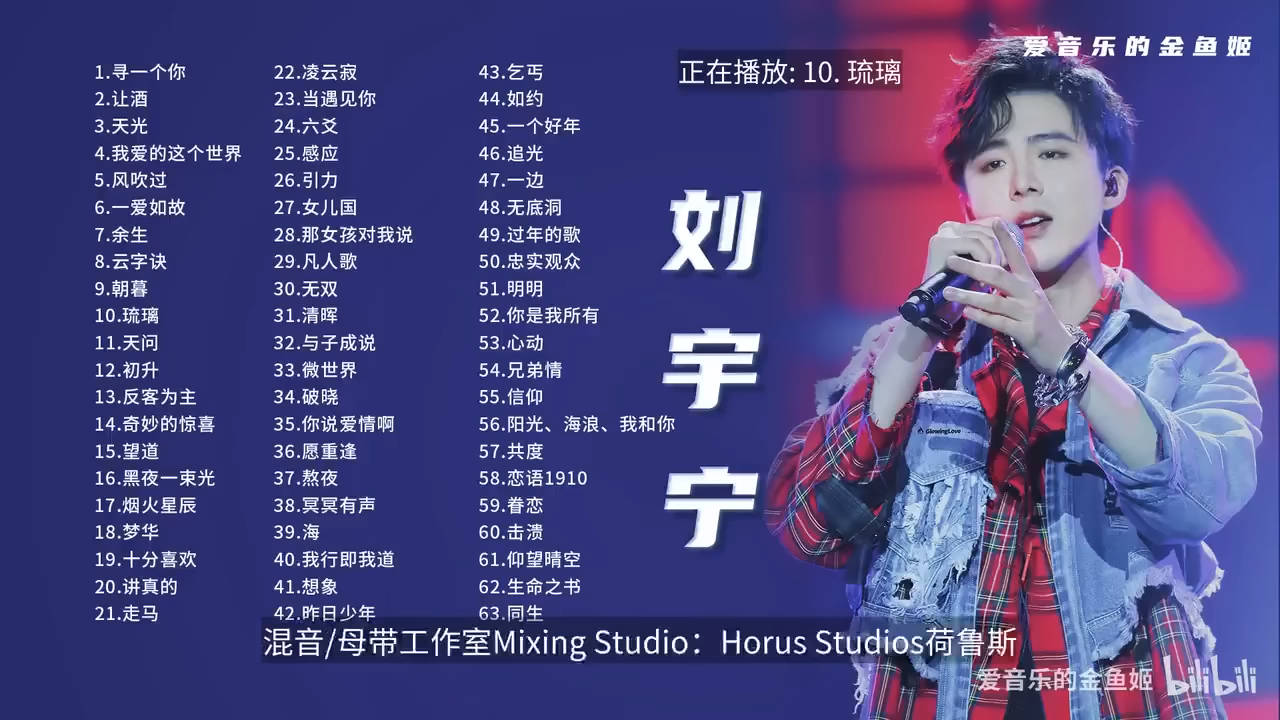 爱音乐的金鱼姬
正在播放: 10. 琉璃
1.寻一个你
2.让酒
3.天光
4.我爱的这个世界
5.风吹过
6.一爱如故
7.余生
8.云字诀
9.朝暮
10.琉璃
11.天问
12.初升
13.反客为主
14.奇妙的惊喜
15.望道
16.黑夜一束光
17.烟火星辰
18.梦华
19.十分喜欢
20.讲真的
21.走马
22.凌云寂
23.当遇见你
24.六爻
25.感应
26.引力
27.女儿国
28.那女孩对我说
29.凡人歌
30.无双
31.清晖
32.与子成说
33.微世界
34.破晓
35.你说爱情啊
36.愿重逢
37.熬夜
38.冥冥有声
39.海
40.我行即我道
41.想象
42.昨日少年
43.乞丐
44.如约
45.一个好年
46.追光
47.一边
48.无底洞
49.过年的歌
50.忠实观众
51.明明
52.你是我所有
53.心动
54.兄弟情
55.信仰
56.阳光、海浪、我和你
57.共度
58.恋语1910
59.眷恋
60.击溃
61.仰望晴空
62.生命之书
63.同生
刘
宇
宁
GlowingLove
混音/母带工作室Mixing Studio：Horus Studios荷鲁斯
爱音乐的金鱼姬 bilibili